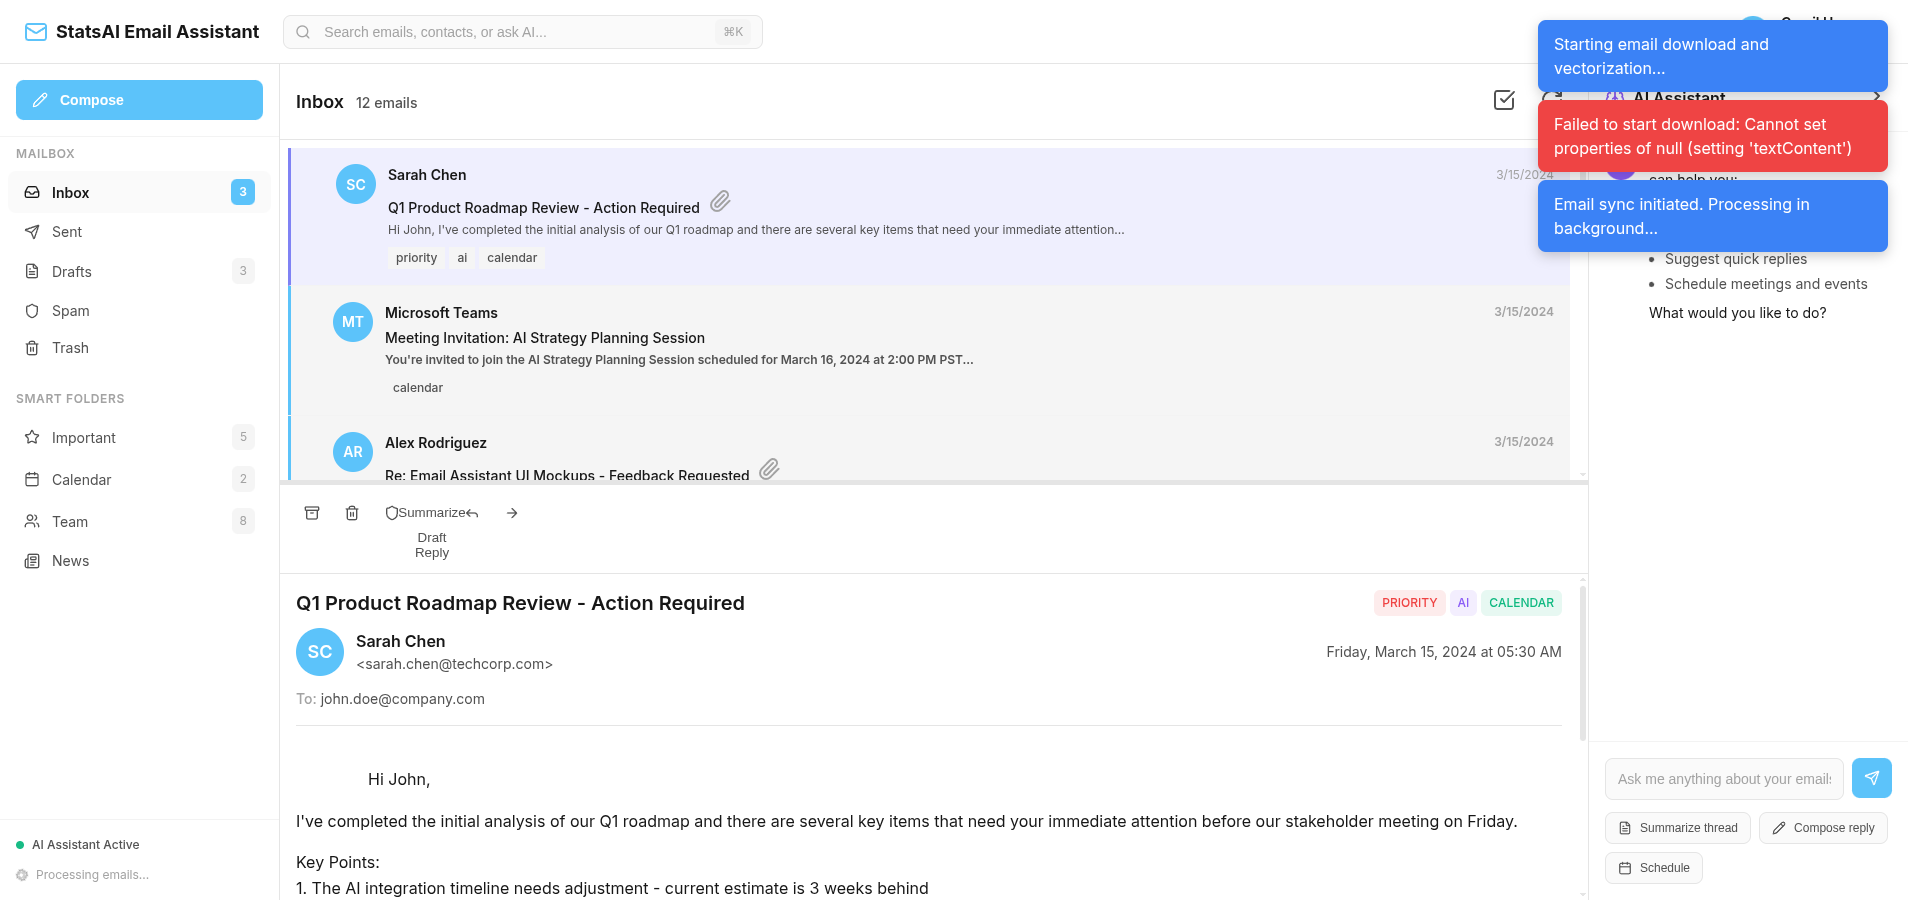 StatsAI Email Assistant
Search emails, contacts, or ask AI...
⌘K
Starting email download and
vectorization...
Failed to start download: Cannot set
properties of null (setting 'textContent')
Email sync initiated. Processing in
background...
Compose
MAILBOX
Inbox
3
Sent
Drafts
3
Spam
Trash
SMART FOLDERS
Important
5
Calendar
2
Team
8
News
AI Assistant Active
Processing emails...
Inbox
12 emails
SC
Sarah Chen
3/15/2024
Q1 Product Roadmap Review - Action Required
Hi John, I've completed the initial analysis of our Q1 roadmap and there are several key items that need your immediate attention...
priority
ai
calendar
MT
Microsoft Teams
3/15/2024
Meeting Invitation: AI Strategy Planning Session
You're invited to join the AI Strategy Planning Session scheduled for March 16, 2024 at 2:00 PM PST...
calendar
AR
Alex Rodriguez
3/15/2024
Re: Email Assistant UI Mockups - Feedback Requested
Summarize
Draft
Reply
Q1 Product Roadmap Review - Action Required
PRIORITY
AI
CALENDAR
SC
Sarah Chen
<sarah.chen@techcorp.com>
Friday, March 15, 2024 at 05:30 AM
To: john.doe@company.com
Hi John,
I've completed the initial analysis of our Q1 roadmap and there are several key items that need your immediate attention before our stakeholder meeting on Friday.
Key Points:
1. The AI integration timeline needs adjustment - current estimate is 3 weeks behind
AI Assistant
can help you:
Suggest quick replies
Schedule meetings and events
What would you like to do?
Ask me anything about your emails
Summarize thread
Compose reply
Schedule